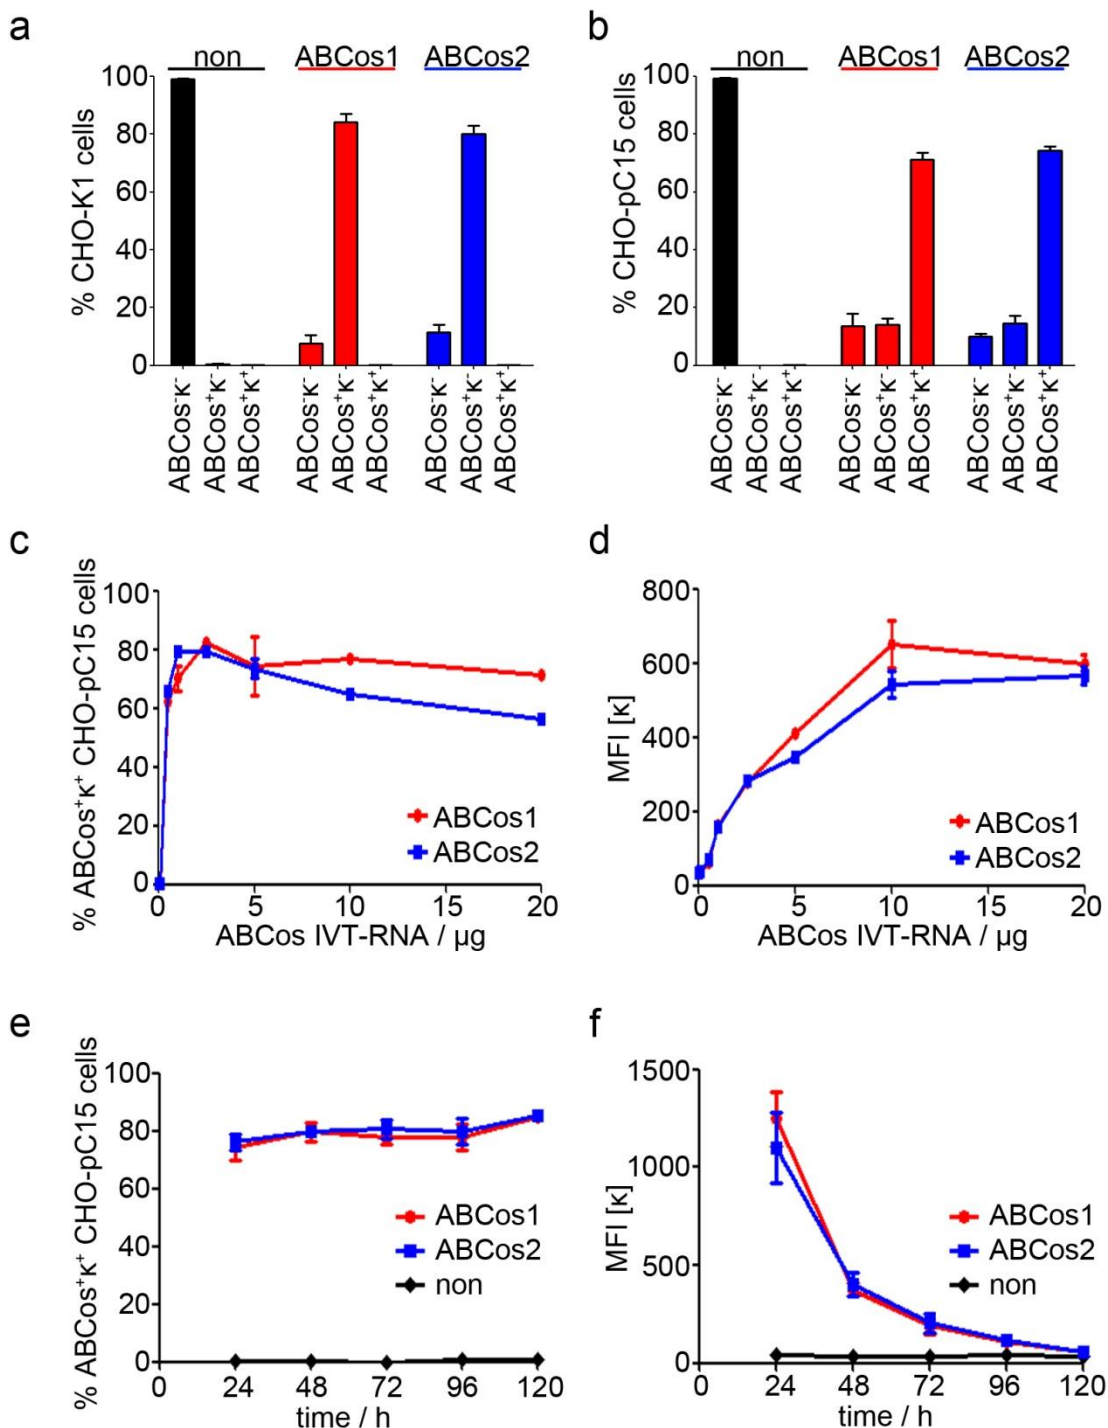 a
non ABCos1 ABCos2
% CHO-K1 cells
100
80
60
40
20
0
ABCos⁻κ⁻
ABCos⁺κ⁻
ABCos⁺κ⁺
ABCos⁻κ⁻
ABCos⁺κ⁻
ABCos⁺κ⁺
ABCos⁻κ⁻
ABCos⁺κ⁻
ABCos⁺κ⁺
b
non ABCos1 ABCos2
% CHO-pC15 cells
100
80
60
40
20
0
ABCos⁻κ⁻
ABCos⁺κ⁻
ABCos⁺κ⁺
ABCos⁻κ⁻
ABCos⁺κ⁻
ABCos⁺κ⁺
ABCos⁻κ⁻
ABCos⁺κ⁻
ABCos⁺κ⁺
c
% ABCos⁺κ⁺ CHO-pC15 cells
100
80
60
40
20
0
ABCos1
ABCos2
0 5 10 15 20
ABCos IVT-RNA / µg
d
MFI [κ]
800
600
400
200
0
ABCos1
ABCos2
0 5 10 15 20
ABCos IVT-RNA / µg
e
% ABCos⁺κ⁺ CHO-pC15 cells
100
80
60
40
20
0
ABCos1
ABCos2
non
0 24 48 72 96 120
time / h
f
MFI [κ]
1500
1000
500
0
ABCos1
ABCos2
non
0 24 48 72 96 120
time / h